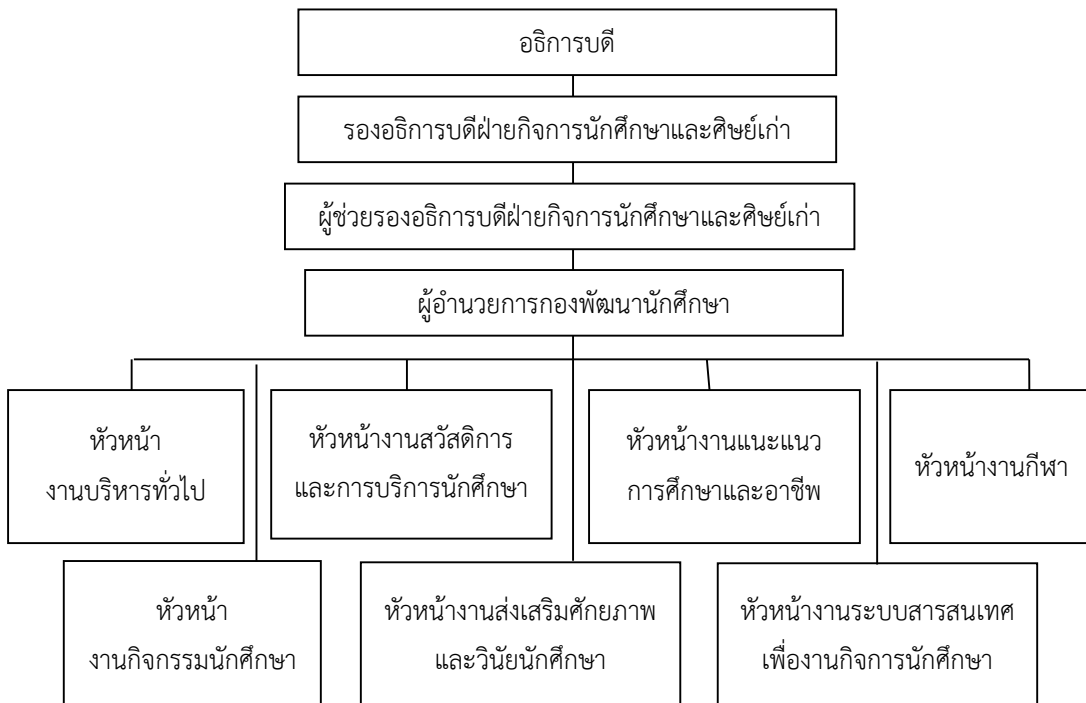 อธิการบดี
รองอธิการบดีฝ่ายกิจการนักศึกษาและศิษย์เก่า
ผู้ช่วยรองอธิการบดีฝ่ายกิจการนักศึกษาและศิษย์เก่า
ผู้อำนวยการกองพัฒนานักศึกษา
หัวหน้า
งานบริหารทั่วไป
หัวหน้างานสวัสดิการ
และการบริการนักศึกษา
หัวหน้างานแนะแนว
การศึกษาและอาชีพ
หัวหน้างานกีฬา
หัวหน้า
งานกิจกรรมนักศึกษา
หัวหน้างานส่งเสริมศักยภาพ
และวินัยนักศึกษา
หัวหน้างานระบบสารสนเทศ
เพื่องานกิจการนักศึกษา